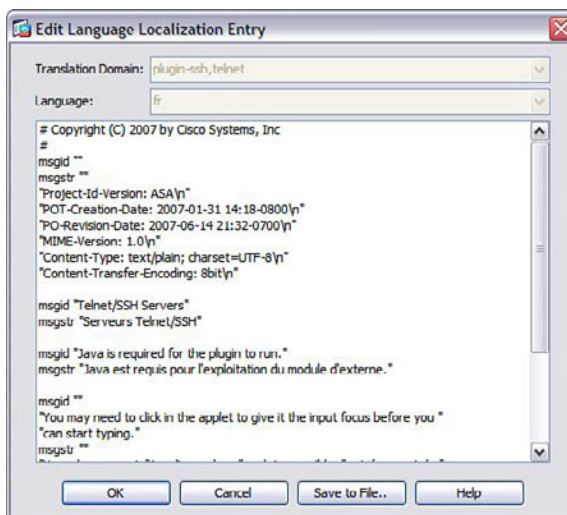 Edit Language Localization Entry
Translation Domain: plugin-ssh,telnet
Language: fr
# Copyright (C) 2007 by Cisco Systems, Inc
#
msgid ""
msgstr ""
"Project-Id-Version: ASA\n"
"POT-Creation-Date: 2007-01-31 14:18-0800\n"
"PO-Revision-Date: 2007-06-14 21:32-0700\n"
"MIME-Version: 1.0\n"
"Content-Type: text/plain; charset=UTF-8\n"
"Content-Transfer-Encoding: 8bit\n"
msgid "Telnet/SSH Servers"
msgstr "Serveurs Telnet/SSH"
msgid "Java is required for the plugin to run."
msgstr "Java est requis pour l'exploitation du module d'externe."
msgid ""
"You may need to click in the applet to give it the input focus before you "
"can start typing."
msgstr ""
OK
Cancel
Save to File..
Help